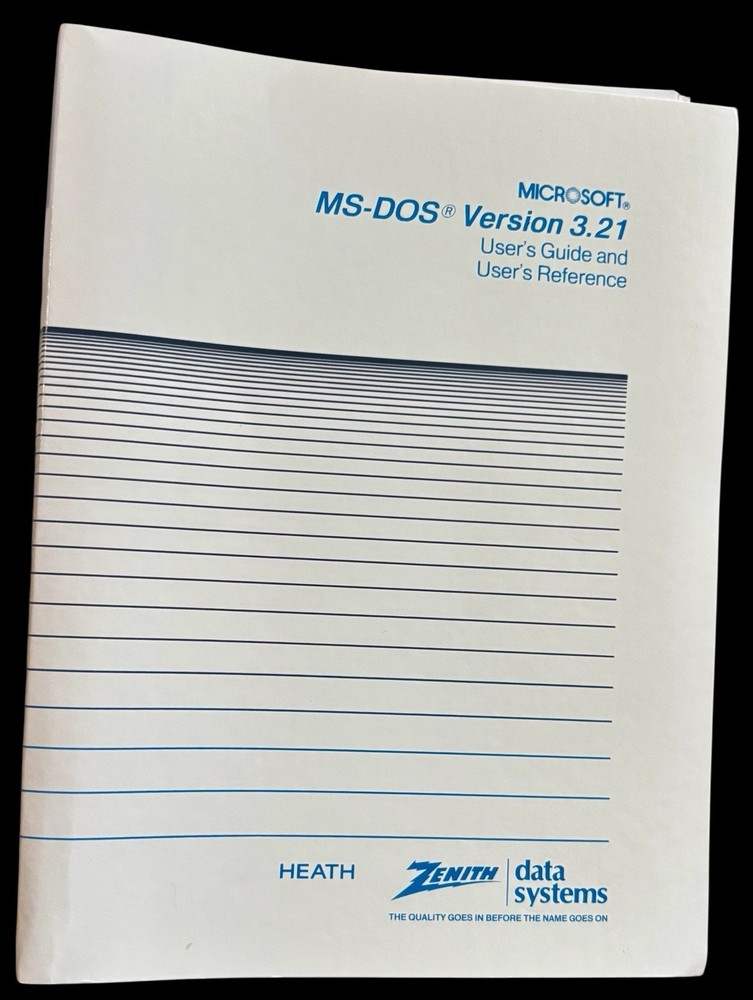 MICROSOFT®
MS-DOS® Version 3.21
User's Guide and
User's Reference
HEATH
ZENITH data systems
THE QUALITY GOES IN BEFORE THE NAME GOES ON